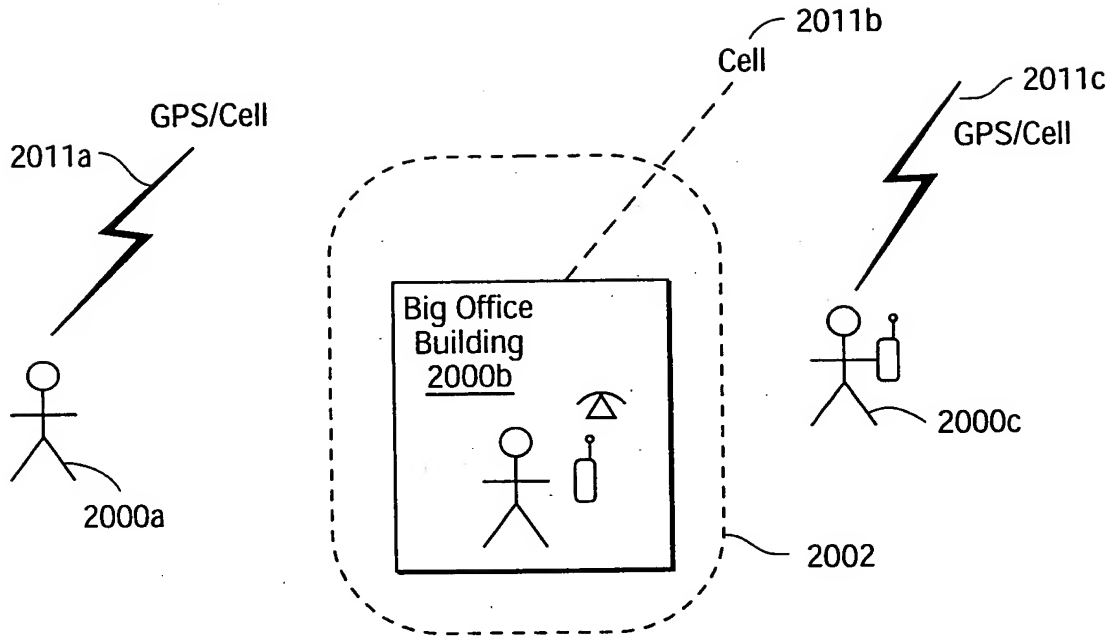 2011b
Cell
2011c
GPS/Cell
GPS/Cell
2011a
Big Office
Building
2000b
2000c
2000a
2002